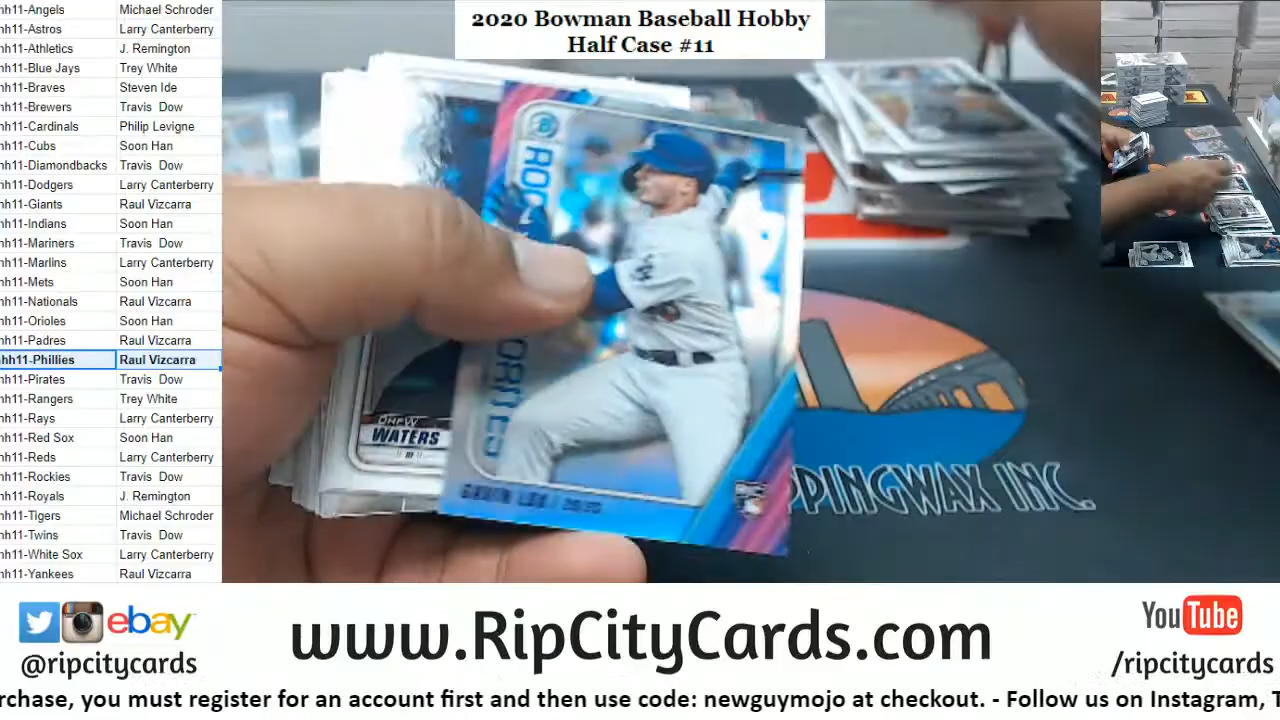 2020 Bowman Baseball Hobby
Half Case #11
hh11-Angels Michael Schroder
hh11-Astros Larry Canterberry
hh11-Athletics J. Remington
hh11-Blue Jays Trey White
hh11-Braves Steven Ide
hh11-Brewers Travis Dow
hh11-Cardinals Philip Levigne
hh11-Cubs Soon Han
hh11-Diamondbacks Travis Dow
hh11-Dodgers Larry Canterberry
hh11-Giants Raul Vizcarra
hh11-Indians Soon Han
hh11-Mariners Travis Dow
hh11-Marlins Larry Canterberry
hh11-Mets Soon Han
hh11-Nationals Raul Vizcarra
hh11-Orioles Soon Han
hh11-Padres Raul Vizcarra
hh11-Phillies Raul Vizcarra
hh11-Pirates Travis Dow
hh11-Rangers Trey White
hh11-Rays Larry Canterberry
hh11-Red Sox Soon Han
hh11-Reds Larry Canterberry
hh11-Rockies Travis Dow
hh11-Royals J. Remington
hh11-Tigers Michael Schroder
hh11-Twins Travis Dow
hh11-White Sox Larry Canterberry
hh11-Yankees Raul Vizcarra
DREW
WATERS
PPINGWAX INC.
ebay
@ripcitycards
www.RipCityCards.com
YouTube
/ripcitycards
rchase, you must register for an account first and then use code: newguymojo at checkout. - Follow us on Instagram, T